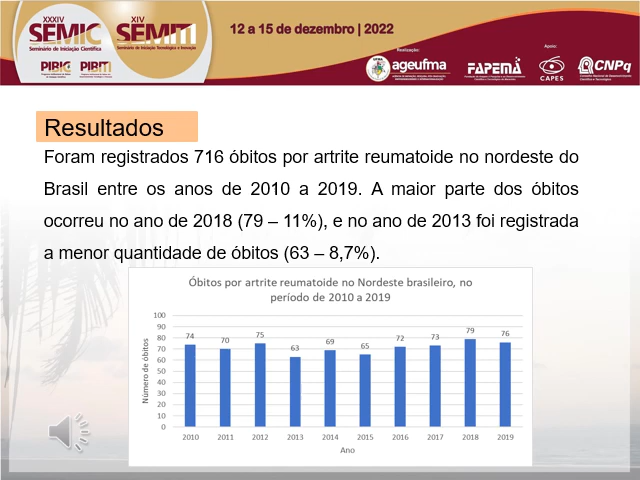 XXXIV
SEMIC
Seminário de Iniciação Científica
PIBIC
XIV
SEMITI
Seminário de Iniciação Tecnológica e Inovação
PIBITI
12 a 15 de dezembro | 2022
Realização:
ageufma
Apoio:
FAPEMA
CAPES
CNPq
Resultados
Foram registrados 716 óbitos por artrite reumatoide no nordeste do
Brasil entre os anos de 2010 a 2019. A maior parte dos óbitos
ocorreu no ano de 2018 (79 – 11%), e no ano de 2013 foi registrada
a menor quantidade de óbitos (63 – 8,7%).
Óbitos por artrite reumatoide no Nordeste brasileiro, no
período de 2010 a 2019
Número de óbitos
100
90
80
70
60
50
40
30
20
10
0
74 70 75 63 69 65 72 73 79 76
2010 2011 2012 2013 2014 2015 2016 2017 2018 2019
Ano